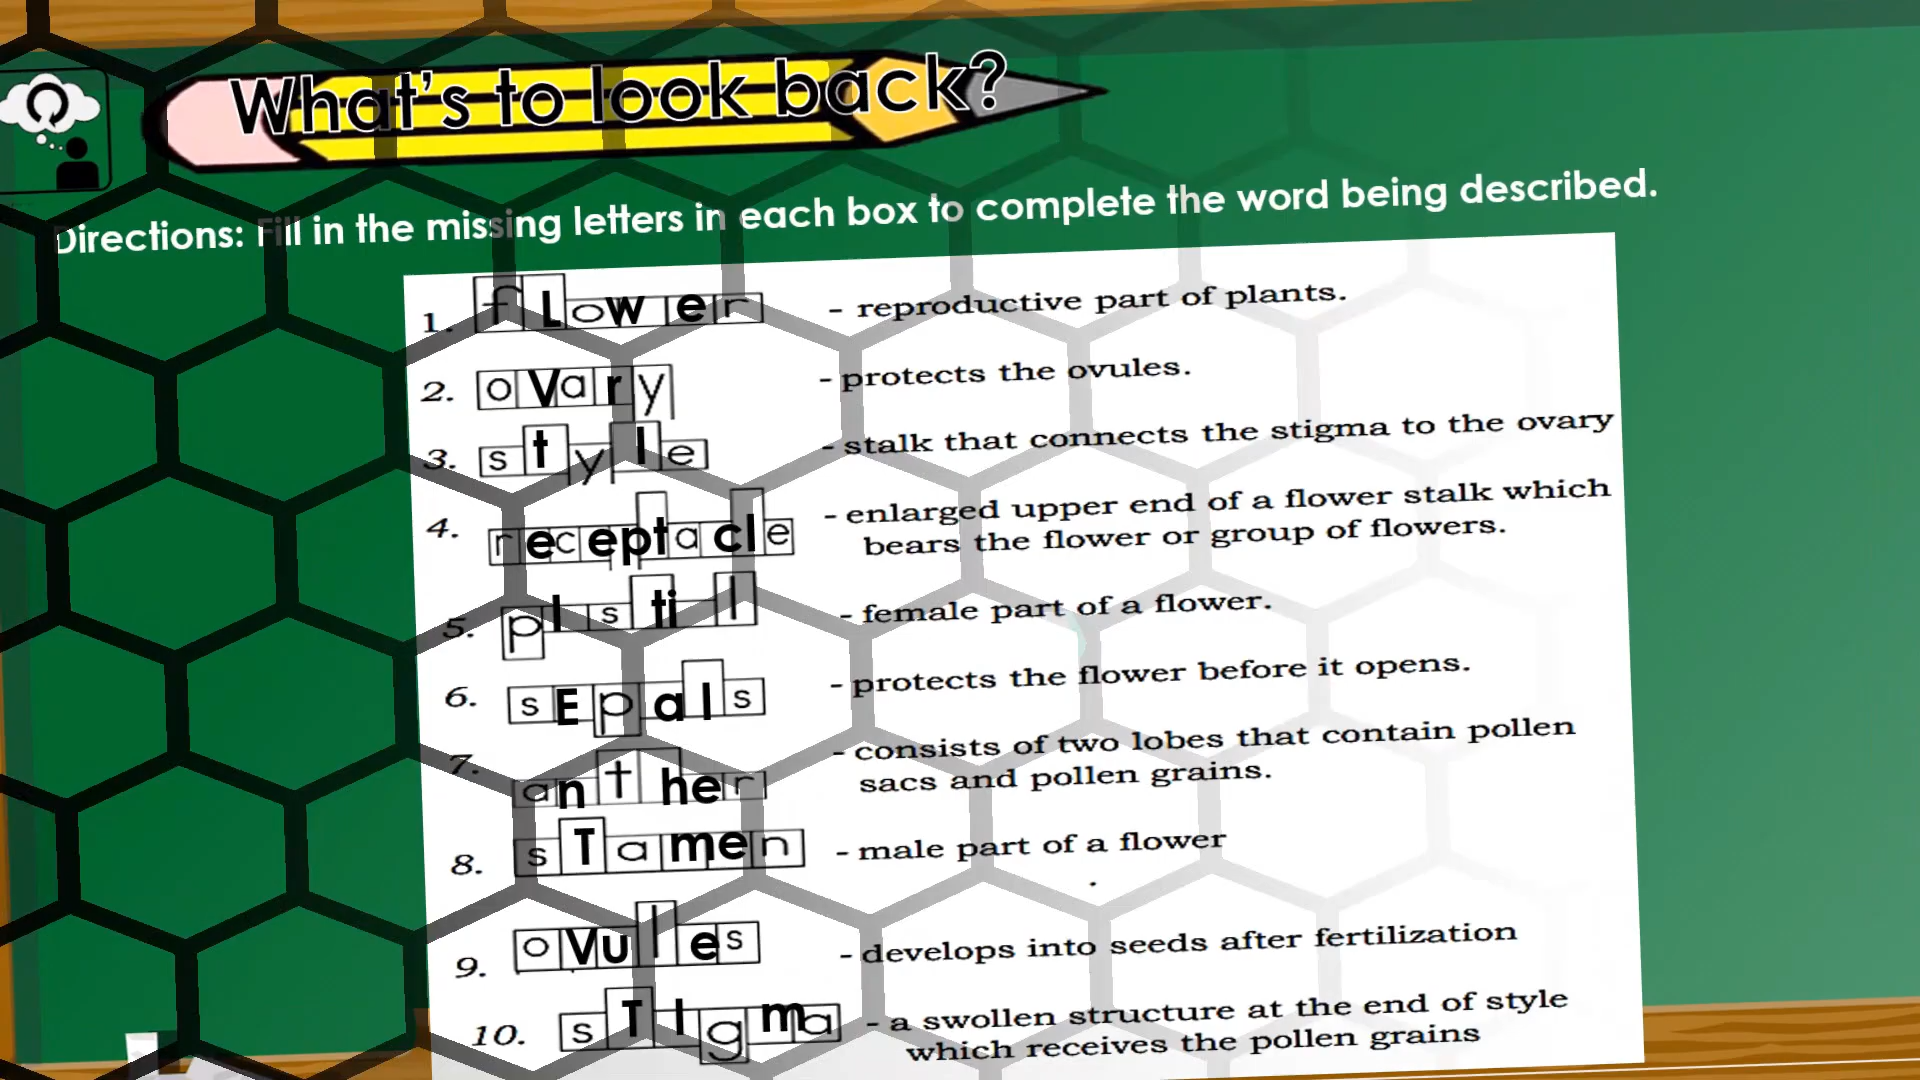 What's to look back?
Directions: Fill in the missing letters in each box to complete the word being described.
1. fLower - reproductive part of plants.
2. oVary - protects the ovules.
3. style - stalk that connects the stigma to the ovary
4. receptacle - enlarged upper end of a flower stalk which
bears the flower or group of flowers.
5. pIstil - female part of a flower.
6. sEpals - protects the flower before it opens.
7. anther - consists of two lobes that contain pollen
sacs and pollen grains.
8. sTamen - male part of a flower
.
9. oVules - develops into seeds after fertilization
10. sTIgma - a swollen structure at the end of style
which receives the pollen grains